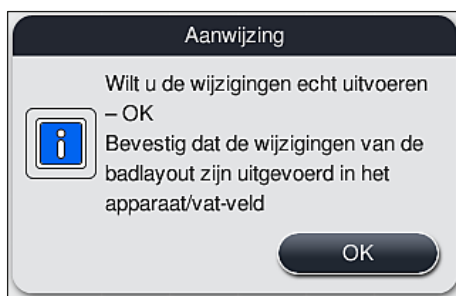 Aanwijzing
Wilt u de wijzigingen echt uitvoeren
– OK
Bevestig dat de wijzigingen van de
badlayout zijn uitgevoerd in het
apparaat/vat-veld
OK